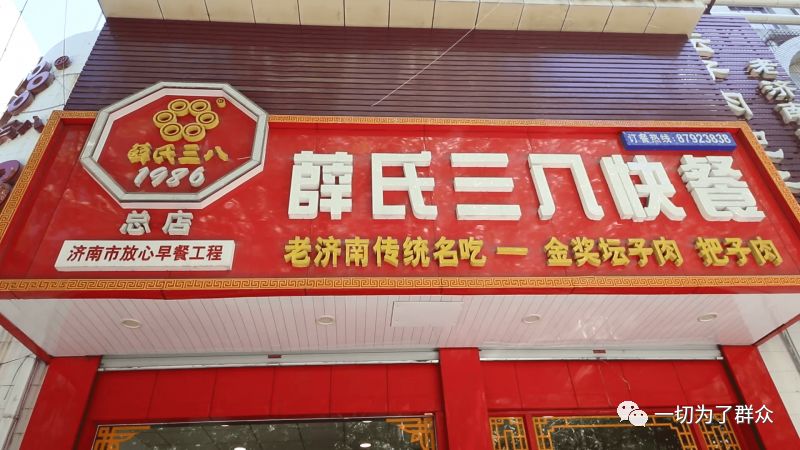 订餐热线:87923838
薛氏三八
1986
总店
济南市放心早餐工程
薛氏三八快餐
老济南传统名吃 — 金奖坛子肉 把子肉
一切为了群众